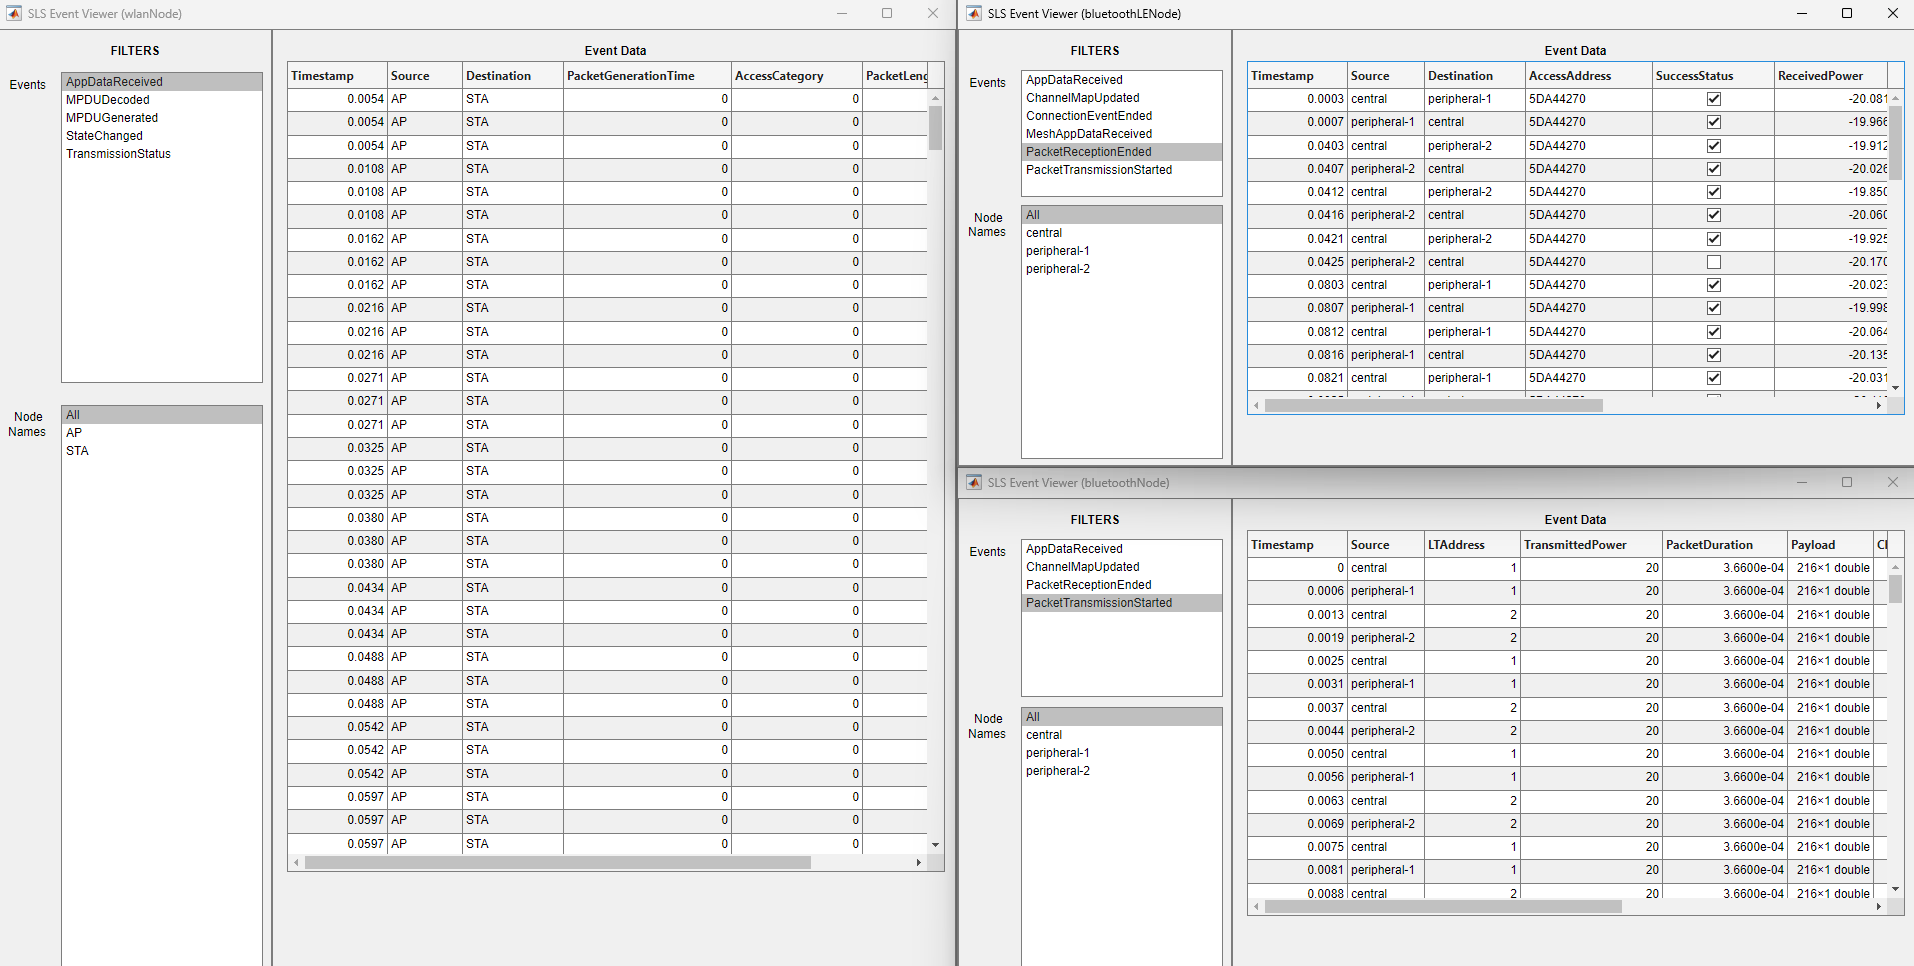 SLS Event Viewer (wlanNode)
FILTERS
Events
AppDataReceived
MPDUDecoded
MPDUGenerated
StateChanged
TransmissionStatus
Node
Names
All
AP
STA
Event Data
Timestamp Source Destination PacketGenerationTime AccessCategory PacketLeng
0.0054 AP STA 0 0
0.0054 AP STA 0 0
0.0054 AP STA 0 0
0.0108 AP STA 0 0
0.0108 AP STA 0 0
0.0108 AP STA 0 0
0.0162 AP STA 0 0
0.0162 AP STA 0 0
0.0162 AP STA 0 0
0.0216 AP STA 0 0
0.0216 AP STA 0 0
0.0216 AP STA 0 0
0.0271 AP STA 0 0
0.0271 AP STA 0 0
0.0271 AP STA 0 0
0.0325 AP STA 0 0
0.0325 AP STA 0 0
0.0325 AP STA 0 0
0.0380 AP STA 0 0
0.0380 AP STA 0 0
0.0380 AP STA 0 0
0.0434 AP STA 0 0
0.0434 AP STA 0 0
0.0434 AP STA 0 0
0.0488 AP STA 0 0
0.0488 AP STA 0 0
0.0488 AP STA 0 0
0.0542 AP STA 0 0
0.0542 AP STA 0 0
0.0542 AP STA 0 0
0.0597 AP STA 0 0
0.0597 AP STA 0 0
0.0597 AP STA 0 0
SLS Event Viewer (bluetoothLENode)
FILTERS
Events
AppDataReceived
ChannelMapUpdated
ConnectionEventEnded
MeshAppDataReceived
PacketReceptionEnded
PacketTransmissionStarted
Node
Names
All
central
peripheral-1
peripheral-2
Event Data
Timestamp Source Destination AccessAddress SuccessStatus ReceivedPower
0.0003 central peripheral-1 5DA44270 -20.081
0.0007 peripheral-1 central 5DA44270 -19.966
0.0403 central peripheral-2 5DA44270 -19.912
0.0407 peripheral-2 central 5DA44270 -20.026
0.0412 central peripheral-2 5DA44270 -19.850
0.0416 peripheral-2 central 5DA44270 -20.060
0.0421 central peripheral-2 5DA44270 -19.925
0.0425 peripheral-2 central 5DA44270 -20.170
0.0803 central peripheral-1 5DA44270 -20.023
0.0807 peripheral-1 central 5DA44270 -19.998
0.0812 central peripheral-1 5DA44270 -20.064
0.0816 peripheral-1 central 5DA44270 -20.135
0.0821 central peripheral-1 5DA44270 -20.031
SLS Event Viewer (bluetoothNode)
FILTERS
Events
AppDataReceived
ChannelMapUpdated
PacketReceptionEnded
PacketTransmissionStarted
Node
Names
All
central
peripheral-1
peripheral-2
Event Data
Timestamp Source LTAddress TransmittedPower PacketDuration Payload Cl
0 central 1 20 3.6600e-04 216×1 double
0.0006 peripheral-1 1 20 3.6600e-04 216×1 double
0.0013 central 2 20 3.6600e-04 216×1 double
0.0019 peripheral-2 2 20 3.6600e-04 216×1 double
0.0025 central 1 20 3.6600e-04 216×1 double
0.0031 peripheral-1 1 20 3.6600e-04 216×1 double
0.0037 central 2 20 3.6600e-04 216×1 double
0.0044 peripheral-2 2 20 3.6600e-04 216×1 double
0.0050 central 1 20 3.6600e-04 216×1 double
0.0056 peripheral-1 1 20 3.6600e-04 216×1 double
0.0063 central 2 20 3.6600e-04 216×1 double
0.0069 peripheral-2 2 20 3.6600e-04 216×1 double
0.0075 central 1 20 3.6600e-04 216×1 double
0.0081 peripheral-1 1 20 3.6600e-04 216×1 double
0.0088 central 2 20 3.6600e-04 216×1 double